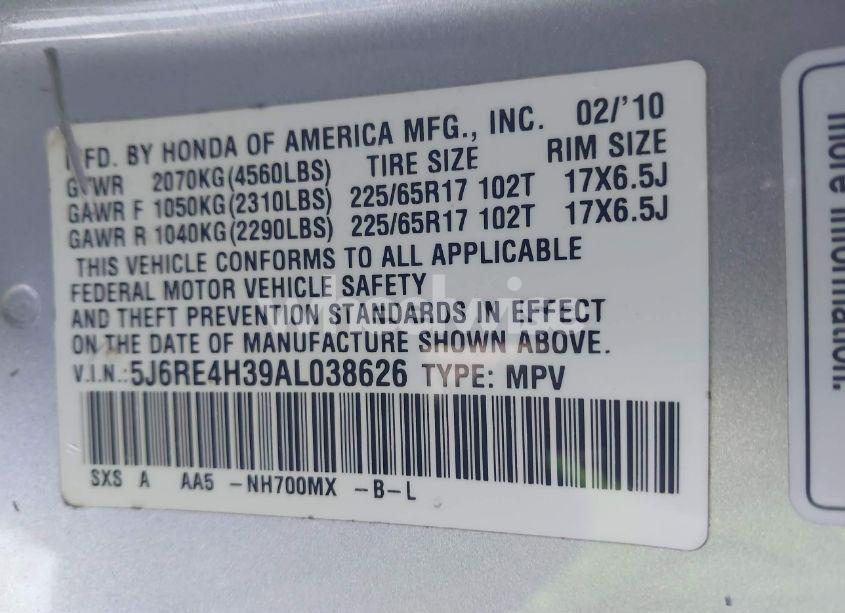 MFD. BY HONDA OF AMERICA MFG., INC. 02/'10
GVWR 2070KG(4560LBS) TIRE SIZE RIM SIZE
GAWR F 1050KG(2310LBS) 225/65R17 102T 17X6.5J
GAWR R 1040KG(2290LBS) 225/65R17 102T 17X6.5J
THIS VEHICLE CONFORMS TO ALL APPLICABLE
FEDERAL MOTOR VEHICLE SAFETY
AND THEFT PREVENTION STANDARDS IN EFFECT
ON THE DATE OF MANUFACTURE SHOWN ABOVE.
V.I.N.:5J6RE4H39AL038626 TYPE: MPV
SXS A AA5 -NH700MX -B-L
more information.